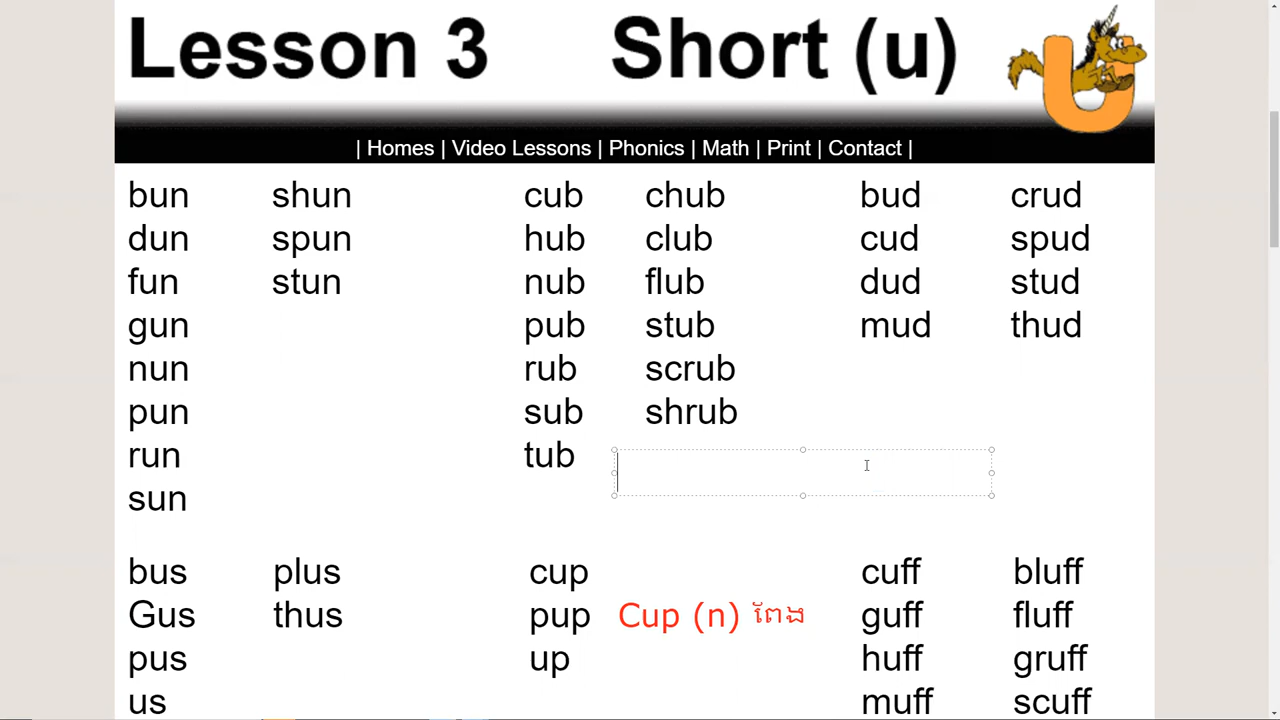 Lesson 3 Short (u)
| Homes | Video Lessons | Phonics | Math | Print | Contact |
bun shun cub chub bud crud
dun spun hub club cud spud
fun stun nub flub dud stud
gun pub stub mud thud
nun rub scrub
pun sub shrub
run tub
sun
bus plus cup cuff bluff
Gus thus pup Cup (n) ពែង guff fluff
pus up huff gruff
us muff scuff